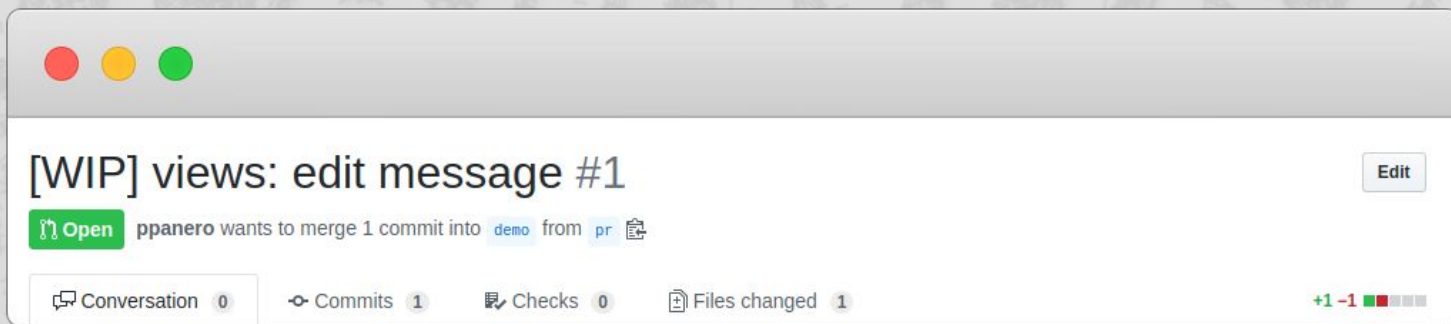 [WIP] views: edit message #1
Edit
Open ppanero wants to merge 1 commit into demo from pr
Conversation 0 Commits 1 Checks 0 Files changed 1 +1 −1